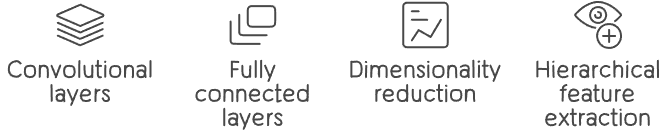 Convolutional
layers
Fully
connected
layers
Dimensionality
reduction
Hierarchical
feature
extraction